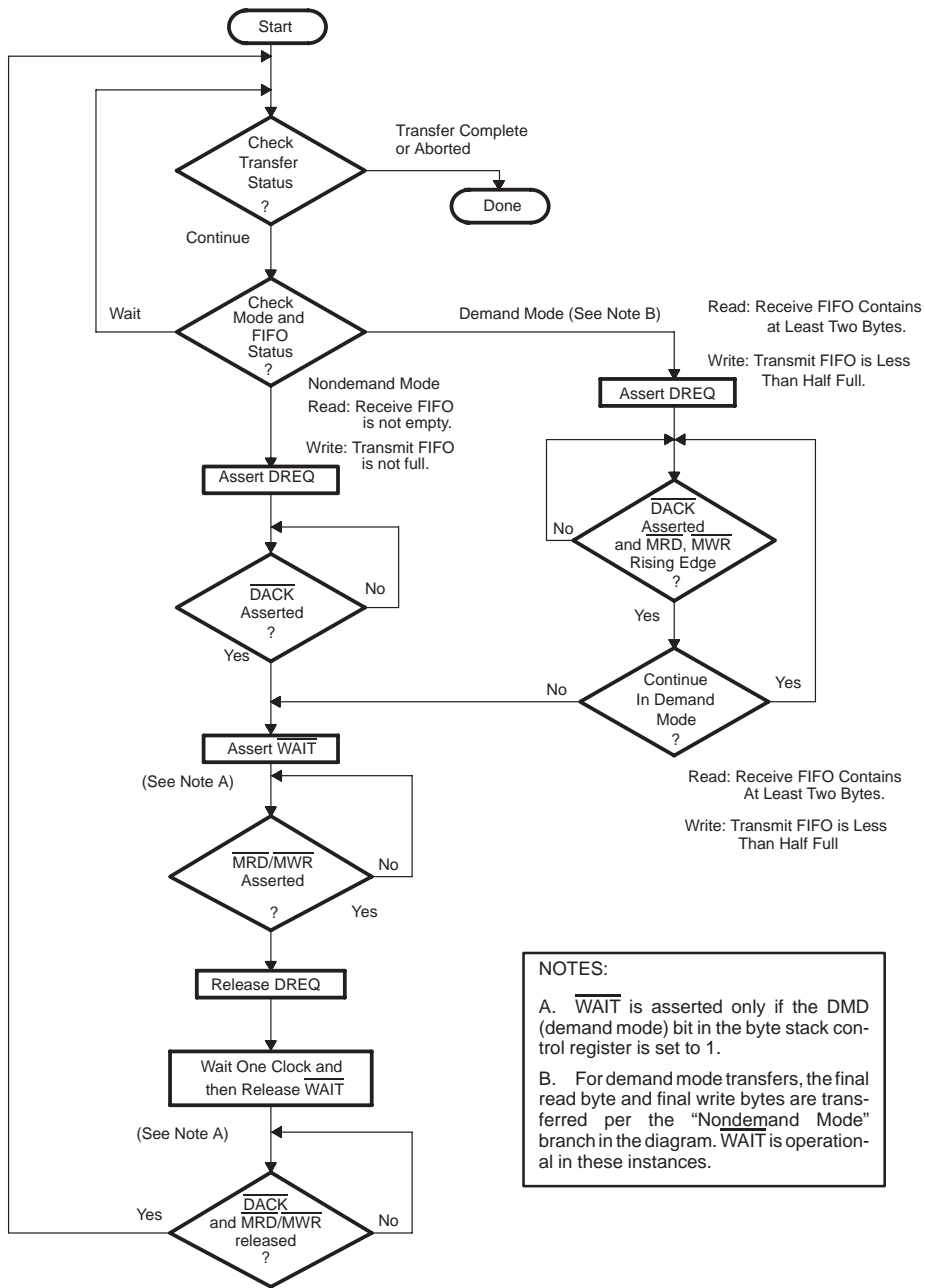 Start
Check
Transfer
Status
?
Transfer Complete
or Aborted
Done
Continue
Check
Mode and
FIFO
Status
?
Wait
Demand Mode (See Note B)
Read: Receive FIFO Contains
at Least Two Bytes.
Write: Transmit FIFO is Less
Than Half Full.
Nondemand Mode
Read: Receive FIFO
is not empty.
Write: Transmit FIFO
is not full.
Assert DREQ
Assert DREQ
DACK
Asserted
and MRD, MWR
Rising Edge
?
No
Yes
DACK
Asserted
?
No
Yes
Continue
In Demand
Mode
?
No
Yes
Assert WAIT
(See Note A)
Read: Receive FIFO Contains
At Least Two Bytes.
Write: Transmit FIFO is Less
Than Half Full
MRD/MWR
Asserted
?
No
Yes
Release DREQ
Wait One Clock and
then Release WAIT
(See Note A)
DACK
and MRD/MWR
released
?
Yes
No
NOTES:
A. WAIT is asserted only if the DMD
(demand mode) bit in the byte stack con-
trol register is set to 1.
B. For demand mode transfers, the final
read byte and final write bytes are trans-
ferred per the “Nondemand Mode”
branch in the diagram. WAIT is operation-
al in these instances.